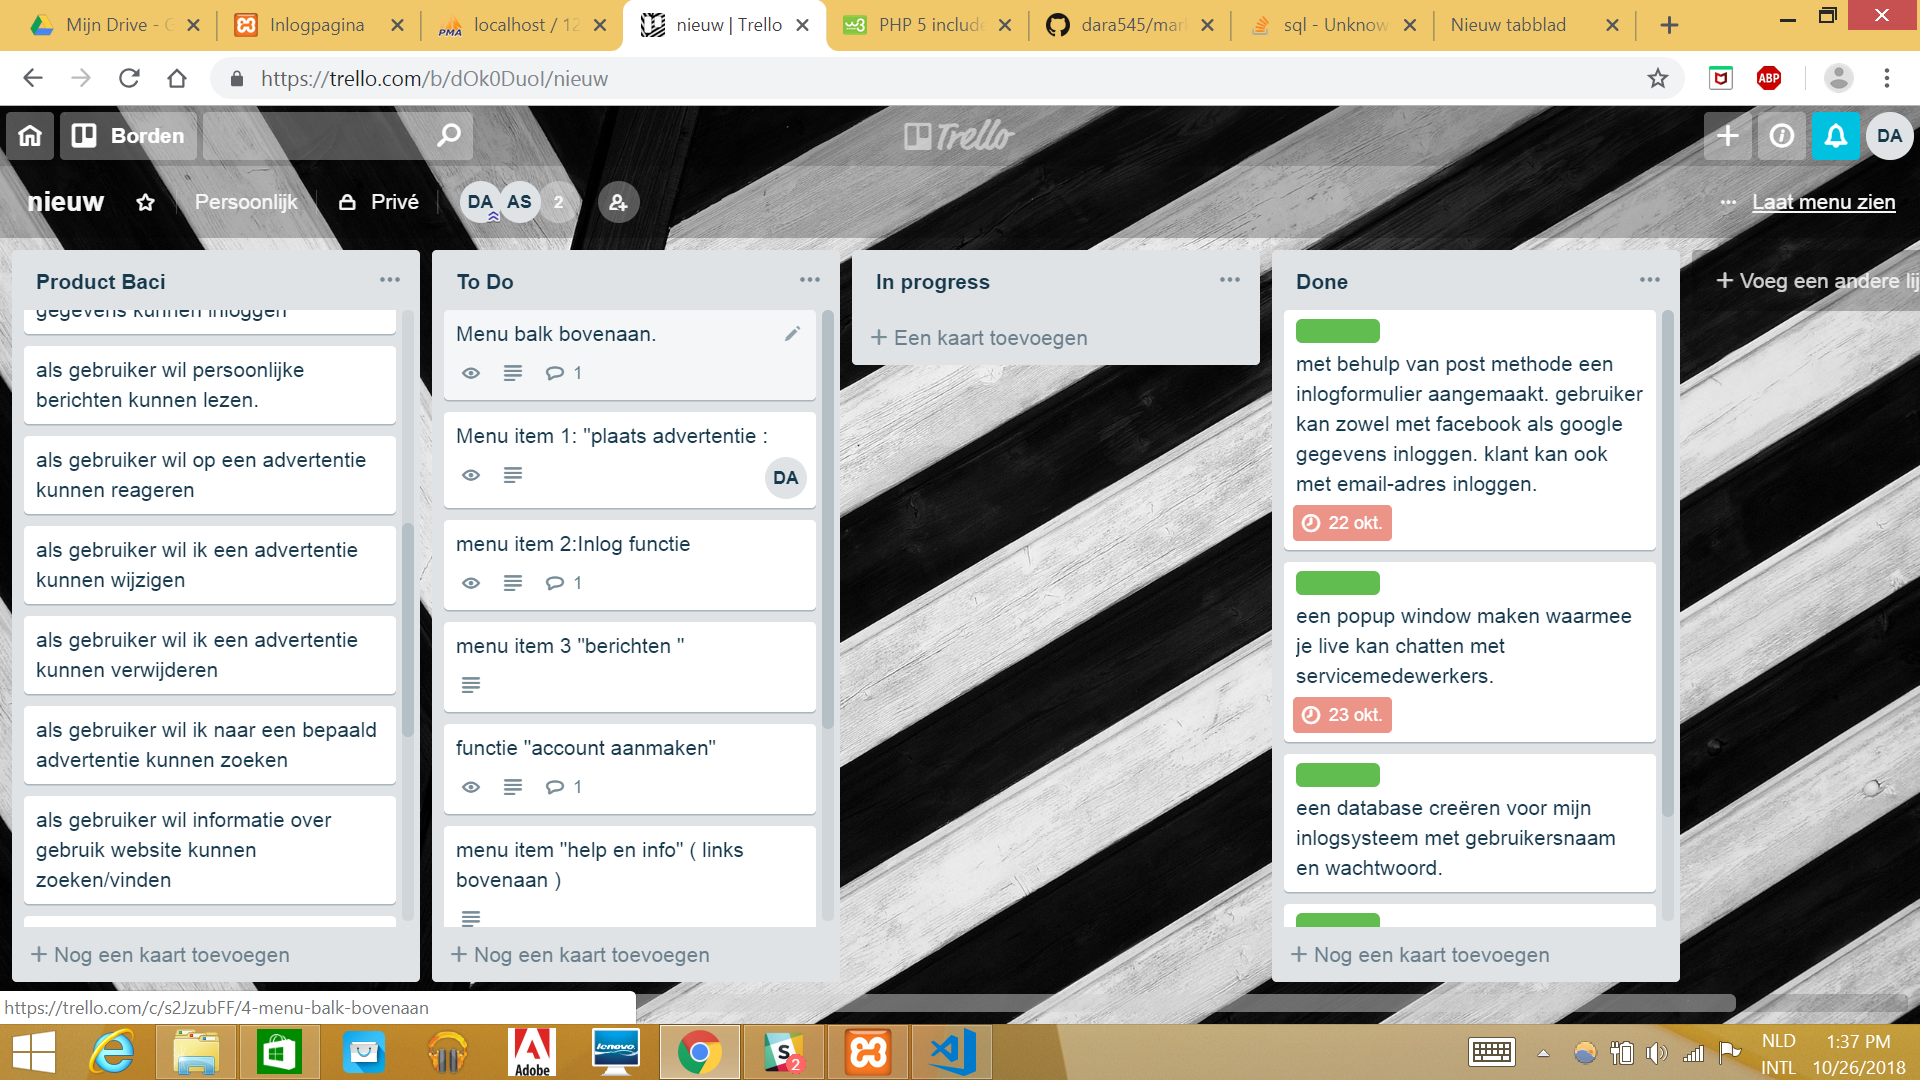 Mijn Drive - G
Inlogpagina
PMA
localhost / 12
nieuw | Trello
w3
PHP 5 include
dara545/mark
sql - Unknow
Nieuw tabblad
https://trello.com/b/dOk0DuoI/nieuw
ABP
Borden
Trello
DA
nieuw
Persoonlijk
Privé
DA
AS
2
Laat menu zien
Product Baci
gegevens kunnen inloggen
als gebruiker wil persoonlijke
berichten kunnen lezen.
als gebruiker wil op een advertentie
kunnen reageren
als gebruiker wil ik een advertentie
kunnen wijzigen
als gebruiker wil ik een advertentie
kunnen verwijderen
als gebruiker wil ik naar een bepaald
advertentie kunnen zoeken
als gebruiker wil informatie over
gebruik website kunnen
zoeken/vinden
+ Nog een kaart toevoegen
To Do
Menu balk bovenaan.
1
Menu item 1: "plaats advertentie :
DA
menu item 2:Inlog functie
1
menu item 3 "berichten "
functie "account aanmaken"
1
menu item "help en info" ( links
bovenaan )
+ Nog een kaart toevoegen
In progress
+ Een kaart toevoegen
Done
met behulp van post methode een
inlogformulier aangemaakt. gebruiker
kan zowel met facebook als google
gegevens inloggen. klant kan ook
met email-adres inloggen.
22 okt.
een popup window maken waarmee
je live kan chatten met
servicemedewerkers.
23 okt.
een database creëren voor mijn
inlogsysteem met gebruikersnaam
en wachtwoord.
+ Nog een kaart toevoegen
+ Voeg een andere lij
https://trello.com/c/s2JzubFF/4-menu-balk-bovenaan
Adobe
lenovo
S
2
NLD
INTL
1:37 PM
10/26/2018